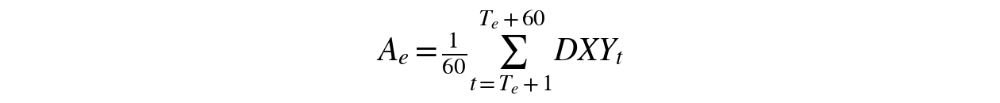 A_e = \frac{1}{60} \sum_{t=T_e+1}^{T_e+60} DXY_t